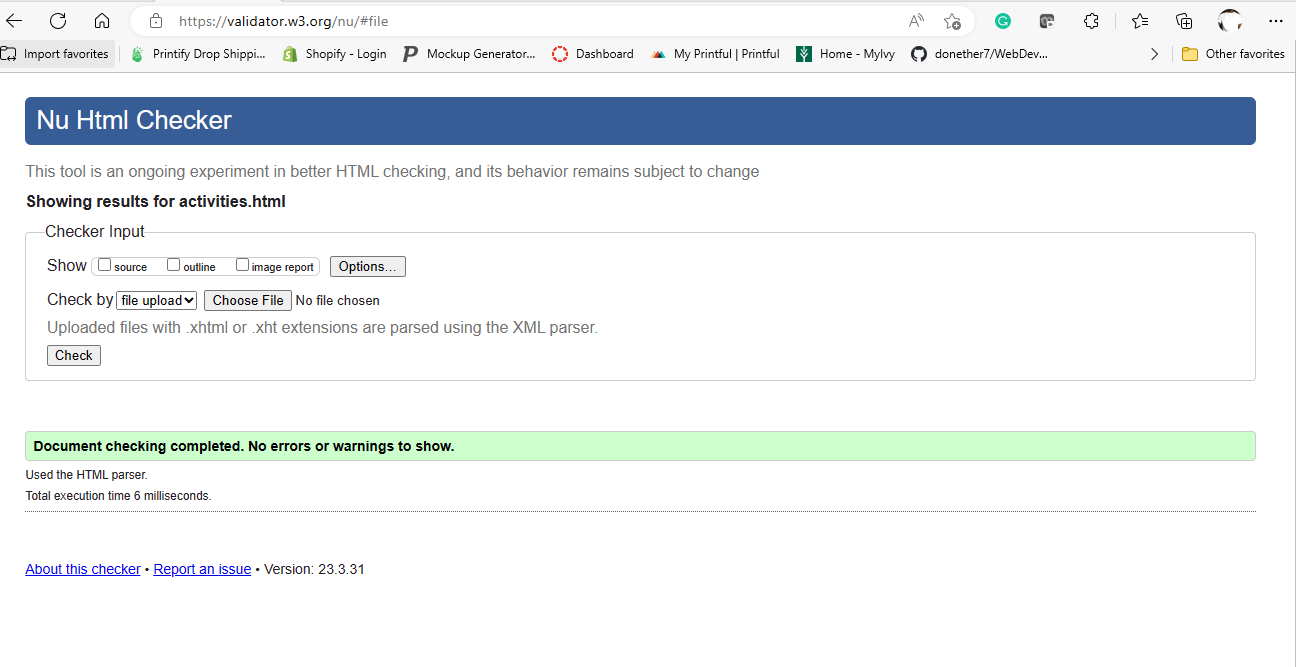 https://validator.w3.org/nu/#file
Import favorites Printify Drop Shippi... Shopify - Login Mockup Generator... Dashboard My Printful | Printful Home - MyIvy donether7/WebDev... Other favorites
Nu Html Checker
This tool is an ongoing experiment in better HTML checking, and its behavior remains subject to change
Showing results for activities.html
Checker Input
Show source outline image report Options...
Check by file upload Choose File No file chosen
Uploaded files with .xhtml or .xht extensions are parsed using the XML parser.
Check
Document checking completed. No errors or warnings to show.
Used the HTML parser.
Total execution time 6 milliseconds.
About this checker • Report an issue • Version: 23.3.31